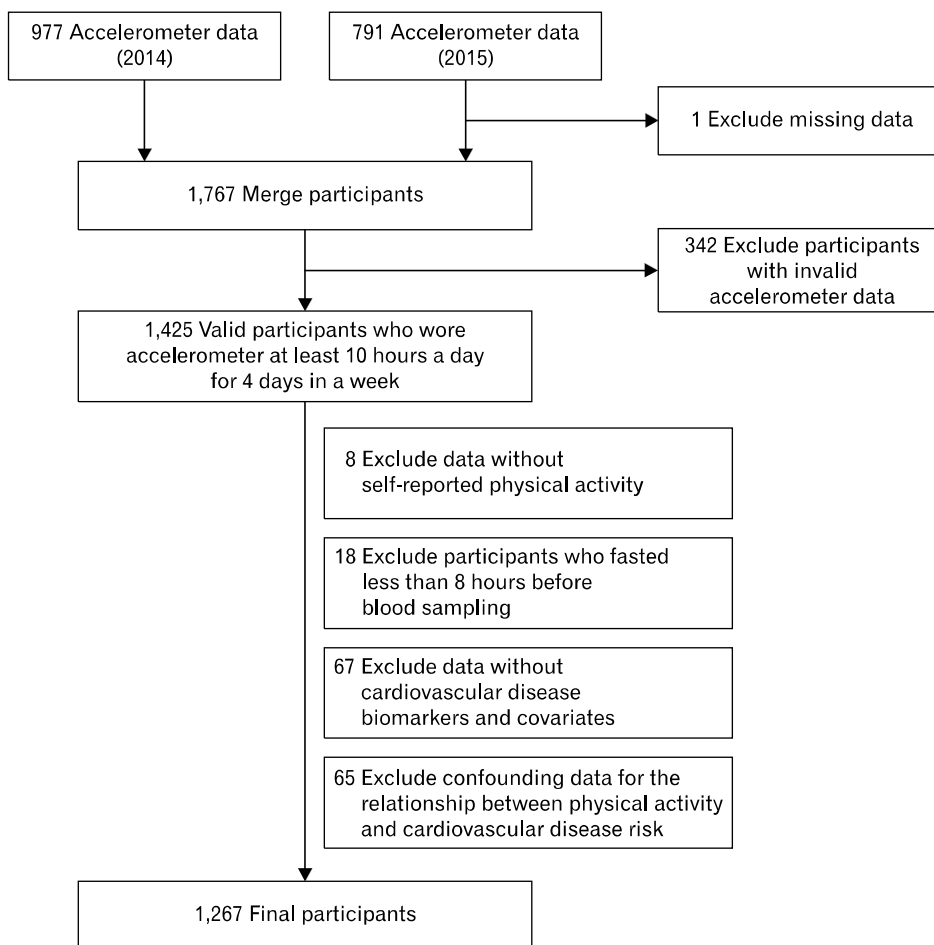 977 Accelerometer data
(2014)
791 Accelerometer data
(2015)
1 Exclude missing data
1,767 Merge participants
342 Exclude participants
with invalid
accelerometer data
1,425 Valid participants who wore
accelerometer at least 10 hours a day
for 4 days in a week
8 Exclude data without
self-reported physical activity
18 Exclude participants who fasted
less than 8 hours before
blood sampling
67 Exclude data without
cardiovascular disease
biomarkers and covariates
65 Exclude confounding data for the
relationship between physical activity
and cardiovascular disease risk
1,267 Final participants